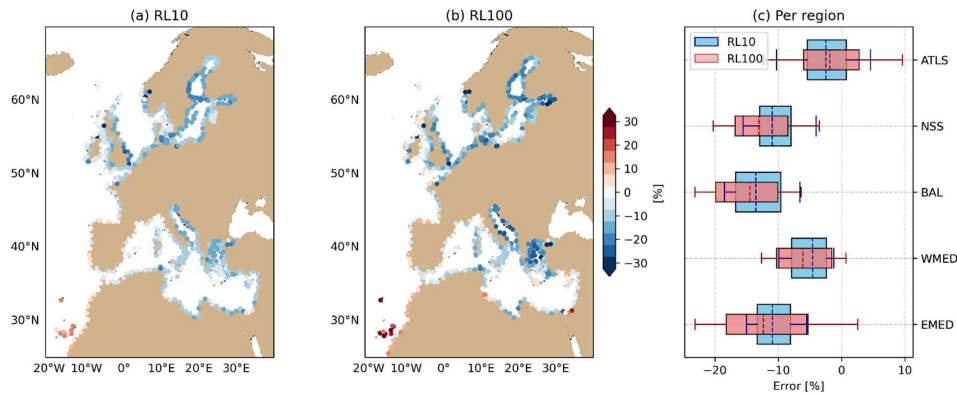 (a) RL10
(b) RL100
(c) Per region
60°N
50°N
40°N
30°N
20°W 10°W 0° 10°E 20°E 30°E
60°N
50°N
40°N
30°N
20°W 10°W 0° 10°E 20°E 30°E
30
20
10
0
−10
−20
−30
[%]
RL10
RL100
ATLS
NSS
BAL
WMED
EMED
−20 −10 0 10
Error [%]